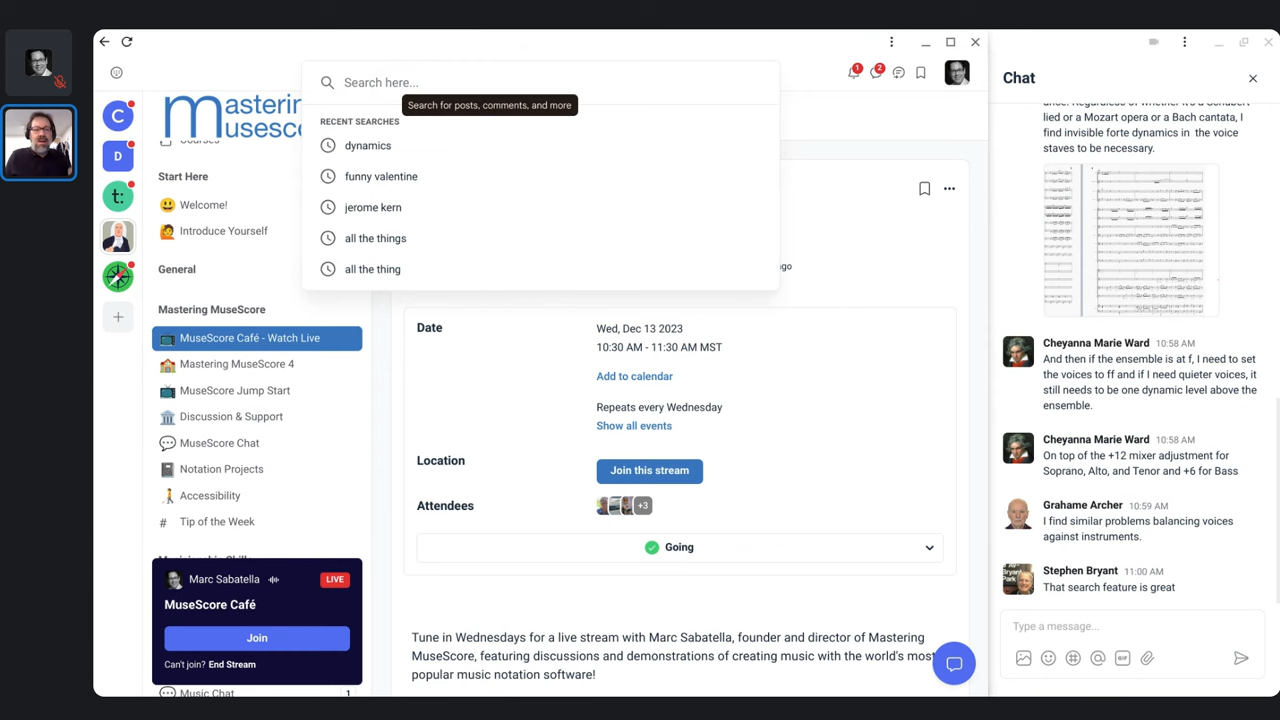 Search here...
Search for posts, comments, and more
RECENT SEARCHES
dynamics
funny valentine
jerome kern
all the things
all the thing
1
2
mastering
musesco
C
D
t:
Courses
Start Here
Welcome!
Introduce Yourself
General
Mastering MuseScore
MuseScore Café - Watch Live
Mastering MuseScore 4
MuseScore Jump Start
Discussion & Support
MuseScore Chat
Notation Projects
Accessibility
# Tip of the Week
Marc Sabatella
LIVE
MuseScore Café
Join
Can't join? End Stream
Music Chat
1
ago
Date
Wed, Dec 13 2023
10:30 AM - 11:30 AM MST
Add to calendar
Repeats every Wednesday
Show all events
Location
Join this stream
Attendees
+3
Going
Tune in Wednesdays for a live stream with Marc Sabatella, founder and director of Mastering
MuseScore, featuring discussions and demonstrations of creating music with the world's most
popular music notation software!
Chat
ance. Regardless of whether it's a Schubert
lied or a Mozart opera or a Bach cantata, I
find invisible forte dynamics in the voice
staves to be necessary.
Cheyanna Marie Ward 10:58 AM
And then if the ensemble is at f, I need to set
the voices to ff and if I need quieter voices, it
still needs to be one dynamic level above the
ensemble.
Cheyanna Marie Ward 10:58 AM
On top of the +12 mixer adjustment for
Soprano, Alto, and Tenor and +6 for Bass
Grahame Archer 10:59 AM
I find similar problems balancing voices
against instruments.
Stephen Bryant 11:00 AM
That search feature is great
Type a message...
GIF